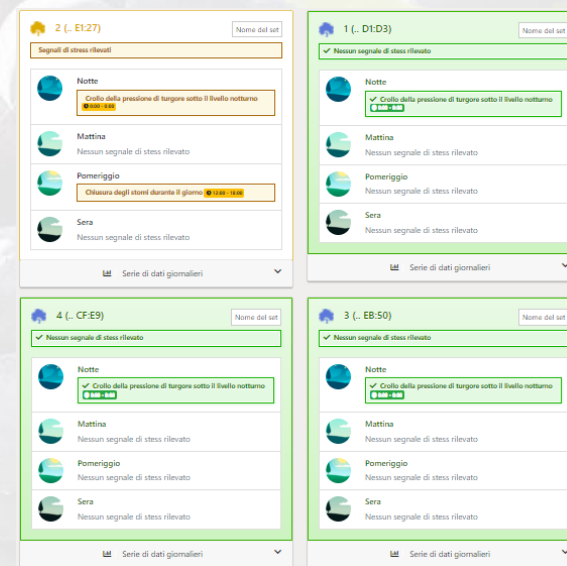 2 (.. E1:27)
Nome del set
Segnali di stress rilevati
Notte
Crollo della pressione di turgore sotto il livello notturno
0:00 - 8:00
Mattina
Nessun segnale di stess rilevato
Pomeriggio
Chiusura degli stomi durante il giorno 12:00 - 18:00
Sera
Nessun segnale di stess rilevato
Serie di dati giornalieri
1 (.. D1:D3)
Nome del set
Nessun segnale di stess rilevato
Notte
Crollo della pressione di turgore sotto il livello notturno
Mattina
Nessun segnale di stess rilevato
Pomeriggio
Nessun segnale di stess rilevato
Sera
Nessun segnale di stess rilevato
Serie di dati giornalieri
4 (.. CF:E9)
Nome del set
Nessun segnale di stess rilevato
Notte
Crollo della pressione di turgore sotto il livello notturno
Mattina
Nessun segnale di stess rilevato
Pomeriggio
Nessun segnale di stess rilevato
Sera
Nessun segnale di stess rilevato
Serie di dati giornalieri
3 (.. EB:50)
Nome del set
Nessun segnale di stess rilevato
Notte
Crollo della pressione di turgore sotto il livello notturno
Mattina
Nessun segnale di stess rilevato
Pomeriggio
Nessun segnale di stess rilevato
Sera
Nessun segnale di stess rilevato
Serie di dati giornalieri